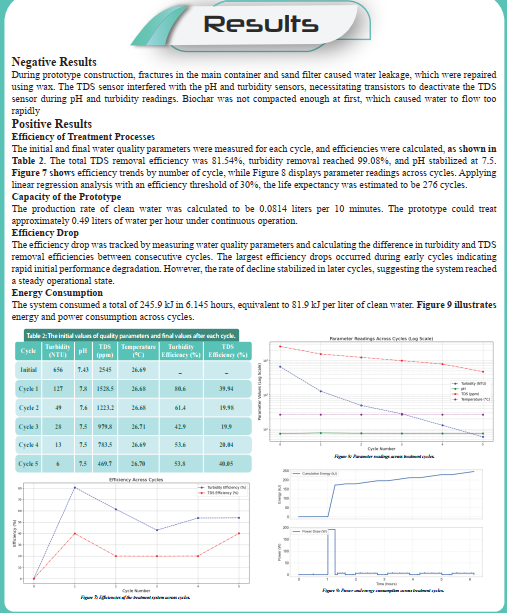 Results
Negative Results
During prototype construction, fractures in the main container and sand filter caused water leakage, which were repaired
using wax. The TDS sensor interfered with the pH and turbidity sensors, necessitating transistors to deactivate the TDS
sensor during pH and turbidity readings. Biochar was not compacted enough at first, which caused water to flow too
rapidly
Positive Results
Efficiency of Treatment Processes
The initial and final water quality parameters were measured for each cycle, and efficiencies were calculated, as shown in
Table 2. The total TDS removal efficiency was 81.54%, turbidity removal reached 99.08%, and pH stabilized at 7.5.
Figure 7 shows efficiency trends by number of cycle, while Figure 8 displays parameter readings across cycles. Applying
linear regression analysis with an efficiency threshold of 30%, the life expectancy was estimated to be 276 cycles.
Capacity of the Prototype
The production rate of clean water was calculated to be 0.0814 liters per 10 minutes. The prototype could treat
approximately 0.49 liters of water per hour under continuous operation.
Efficiency Drop
The efficiency drop was tracked by measuring water quality parameters and calculating the difference in turbidity and TDS
removal efficiencies between consecutive cycles. The largest efficiency drops occurred during early cycles indicating
rapid initial performance degradation. However, the rate of decline stabilized in later cycles, suggesting the system reached
a steady operational state.
Energy Consumption
The system consumed a total of 245.9 kJ in 6.145 hours, equivalent to 81.9 kJ per liter of clean water. Figure 9 illustrates
energy and power consumption across cycles.
Table 2: The initial values of quality parameters and final values after each cycle.
Cycle Turbidity (NTU) pH TDS (ppm) Temperature (°C) Turbidity Efficiency (%) TDS Efficiency (%)
Initial 656 7.43 2545 26.69 _ _
Cycle 1 127 7.8 1528.5 26.68 80.6 39.94
Cycle 2 49 7.6 1223.2 26.68 61.4 19.98
Cycle 3 28 7.5 979.8 26.71 42.9 19.9
Cycle 4 13 7.5 783.5 26.69 53.6 20.04
Cycle 5 6 7.5 469.7 26.70 53.8 40.05
Parameter Readings Across Cycles (Log Scale)
Parameter Values (Log Scale)
Turbidity (NTU)
pH
TDS (ppm)
Temperature (°C)
Cycle Number
Figure 8: Parameter readings across treatment cycles.
Efficiency Across Cycles
Efficiency (%)
Turbidity Efficiency (%)
TDS Efficiency (%)
Cycle Number
Figure 7: Efficiencies of the treatment system across cycles.
Cumulative Energy (kJ)
Energy (kJ)
Power Draw (W)
Power (W)
Time (hours)
Figure 9: Power and energy consumption across treatment cycles.